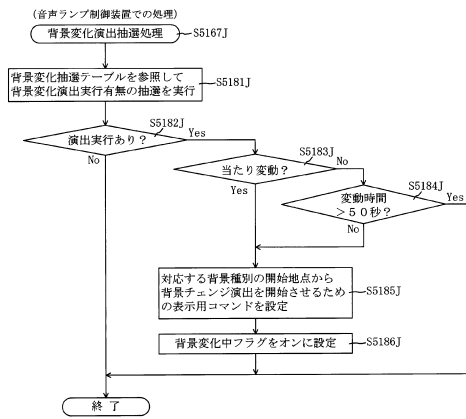 (音声ランプ制御装置での処理)
背景変化演出抽選処理
S5167J
背景変化抽選テーブルを参照して
背景変化演出実行有無の抽選を実行
S5181J
演出実行あり?
S5182J
Yes
No
当たり変動?
S5183J
No
Yes
変動時間
>50秒?
S5184J
Yes
No
対応する背景種別の開始地点から
背景チェンジ演出を開始させるため
の表示用コマンドを設定
S5185J
背景変化中フラグをオンに設定
S5186J
終了